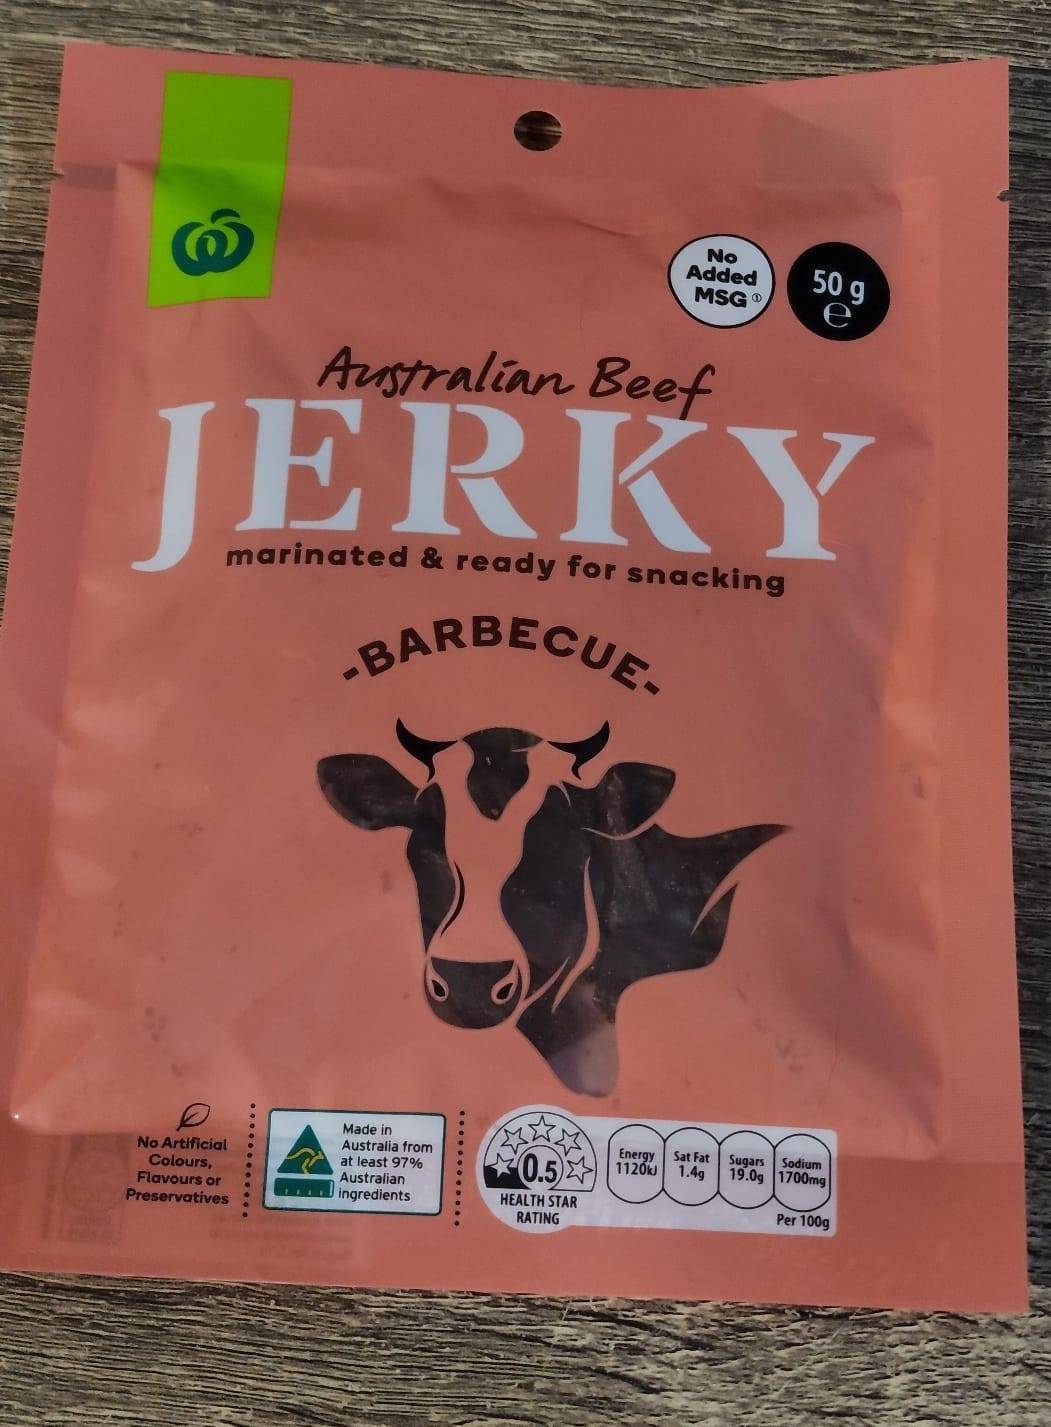 No
Added
MSG①
50 g
e
Australian Beef
JERKY
marinated & ready for snacking
-BARBECUE-
No Artificial
Colours,
Flavours or
Preservatives
Made in
Australia from
at least 97%
Australian
ingredients
0.5
HEALTH STAR
RATING
Energy
1120kJ
Sat Fat
1.4g
Sugars
19.0g
Sodium
1700mg
Per 100g